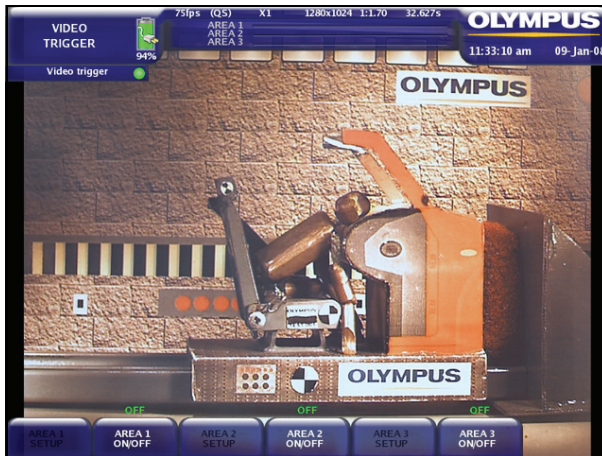 VIDEO
TRIGGER
94%
Video trigger
75fps (QS) X1 1280x1024 1:1.70 32.627s
AREA 1
AREA 2
AREA 3
OLYMPUS
11:33:10 am 09-Jan-0
OLYMPUS
OLYMPUS
OLYMPUS
OFF OFF OFF
AREA 1
SETUP
AREA 1
ON/OFF
AREA 2
SETUP
AREA 2
ON/OFF
AREA 3
SETUP
AREA 3
ON/OFF